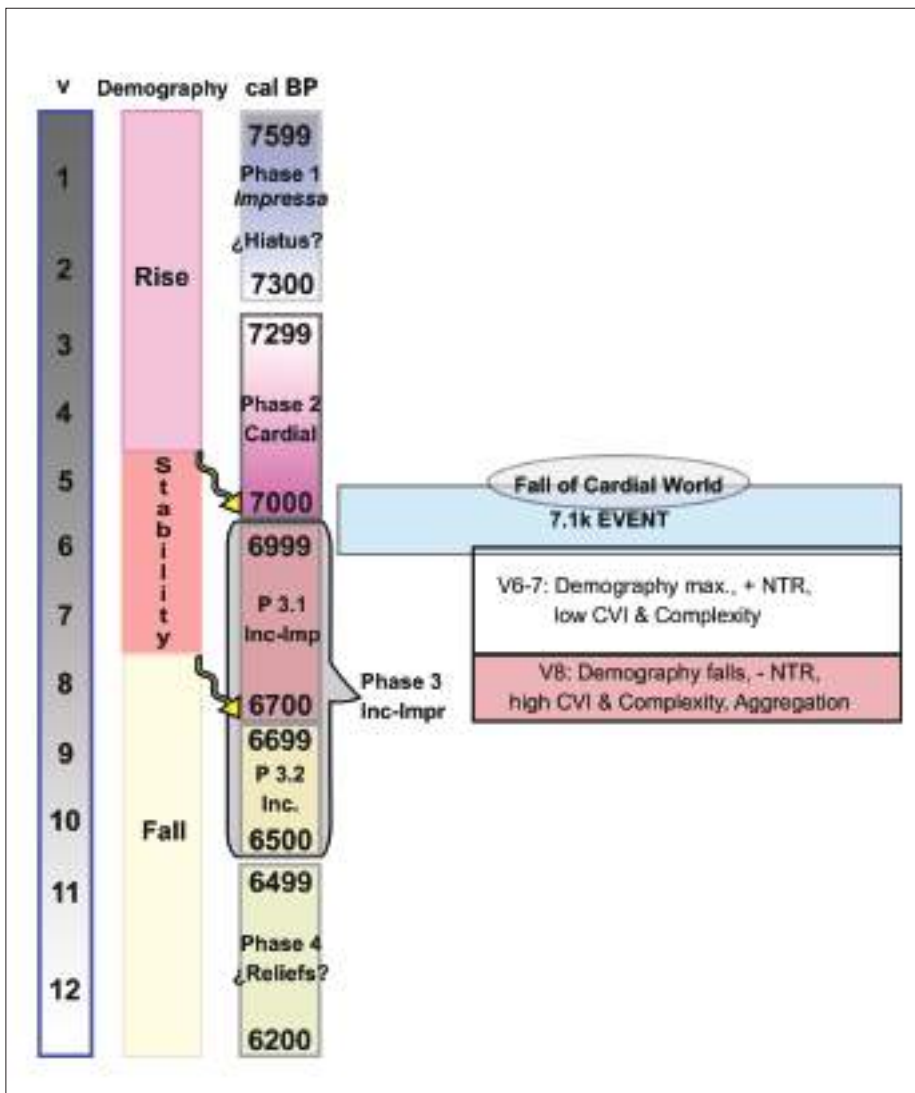 v
Demography
cal BP
1
2
3
4
5
6
7
8
9
10
11
12
Rise
Stability
Fall
7599
Phase 1
Impressa
¿Hiatus?
7300
7299
Phase 2
Cardial
7000
6999
P 3.1
Inc-Imp
6700
6699
P 3.2
Inc.
6500
6499
Phase 4
¿Reliefs?
6200
Phase 3
Inc-Impr
Fall of Cardial World
7.1k EVENT
V6-7: Demography max., + NTR,
low CVI & Complexity
V8: Demography falls, - NTR,
high CVI & Complexity, Aggregation